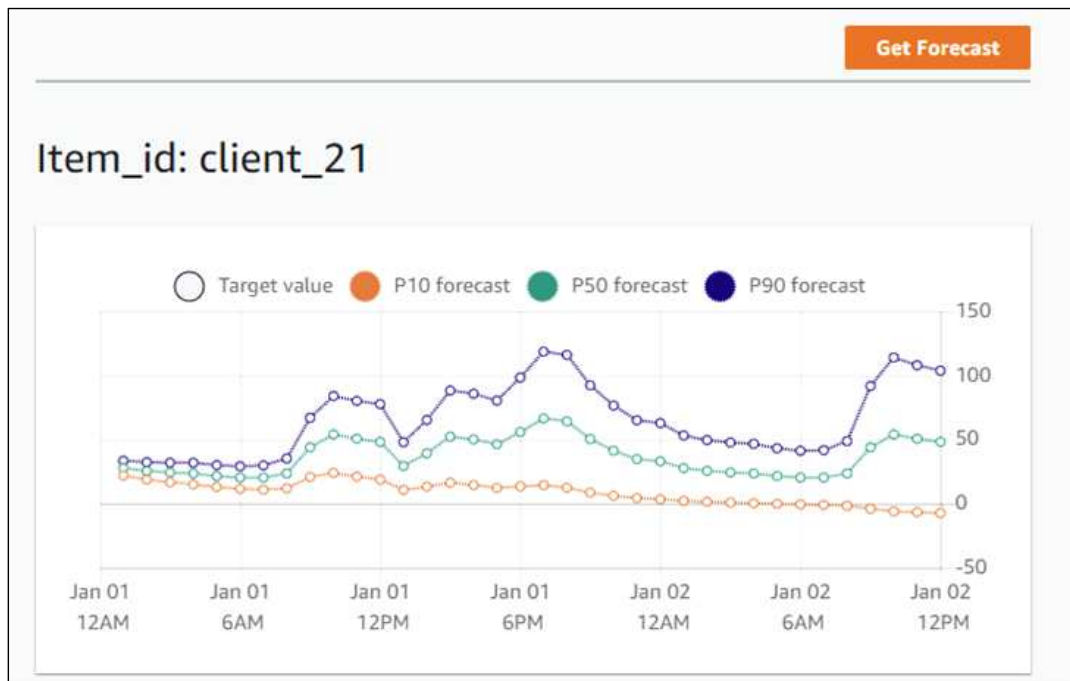 Get Forecast
Item_id: client_21
Target value P10 forecast P50 forecast P90 forecast
150
100
50
0
-50
Jan 01 Jan 01 Jan 01 Jan 01 Jan 02 Jan 02 Jan 02
12AM 6AM 12PM 6PM 12AM 6AM 12PM